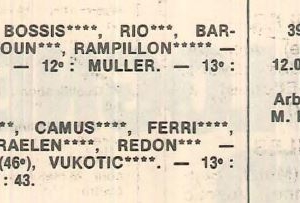 BOSSIS****, RIO***, BAR-
OUN***, RAMPILLON***** —
— 12e : MULLER. — 13e :
**, CAMUS****, FERRI****,
RAELEN****, REDON*** —
(46e), VUKOTIC****. — 13e :
: 43.
39
12.0
Arb
M. I